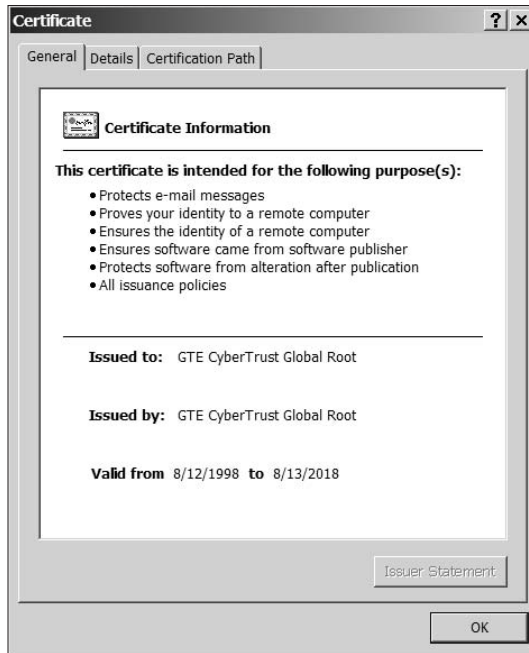 Certificate
? x
General Details Certification Path
Certificate Information
This certificate is intended for the following purpose(s):
• Protects e-mail messages
• Proves your identity to a remote computer
• Ensures the identity of a remote computer
• Ensures software came from software publisher
• Protects software from alteration after publication
• All issuance policies
Issued to: GTE CyberTrust Global Root
Issued by: GTE CyberTrust Global Root
Valid from 8/12/1998 to 8/13/2018
Issuer Statement
OK